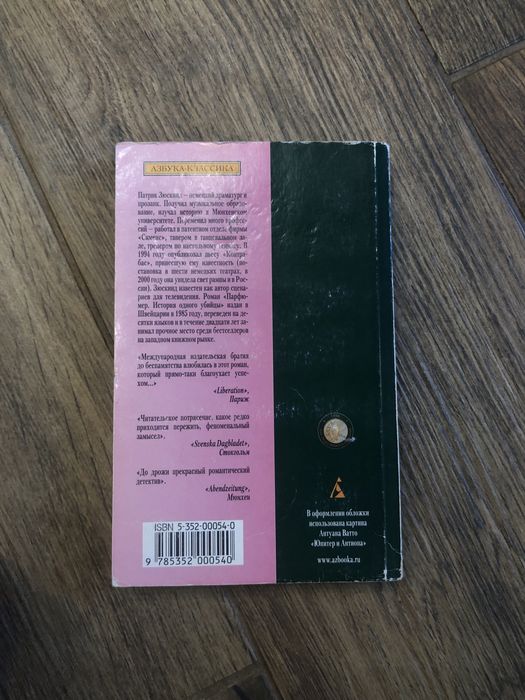 АЗБУКА-КЛАССИКА
Патрик Зюскинд — немецкий драматург и
прозаик. Получил музыкальное образо-
вание, изучал историю в Мюнхенском
университете. Переменил много профес-
сий — работал в патентном отделе фирмы
«Сименс», тапером в танцевальном за-
ле, тренером по настольному теннису. В
1994 году опубликовал пьесу «Контра-
бас», принесшую ему известность (по-
становка в шести немецких театрах, в
2000 году она увидела свет рампы и в Рос-
сии). Зюскинд известен как автор сцена-
риев для телевидения. Роман «Парфю-
мер. История одного убийцы» издан в
Швейцарии в 1985 году, переведен на де-
сятки языков и в течение двадцати лет за-
нимал прочное место среди бестселлеров
на западном книжном рынке.
«Международная издательская братия
до беспамятства влюбилась в этот роман,
который прямо-таки благоухает успе-
хом...»
«Liberation»,
Париж
«Читательское потрясение, какое редко
приходится пережить, феноменальный
замысел».
«Svenska Dagbladet»,
Стокгольм
«До дрожи прекрасный романтический
детектив».
«Abendzeitung»,
Мюнхен
ISBN 5-352-00054-0
9 785352 000540
В оформлении обложки
использована картина
Антуана Ватто
«Юпитер и Антиопа»
www.azbooka.ru